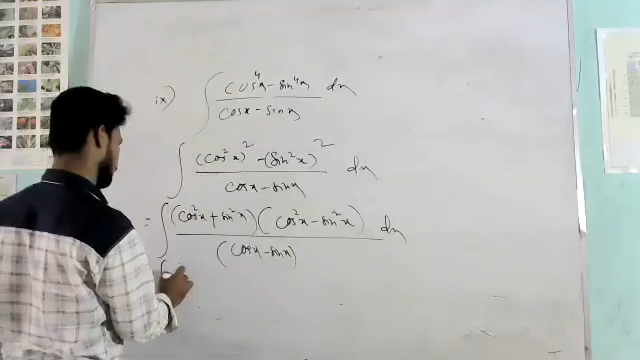 ix) ∫ (cos⁴x - sin⁴x)/(cosx - sinx) dx
∫ ((cos²x)² - (sin²x)²)/(cosx - sinx) dx
= ∫ ((cos²x + sin²x)(cos²x - sin²x))/((cosx - sinx)) dx
∫